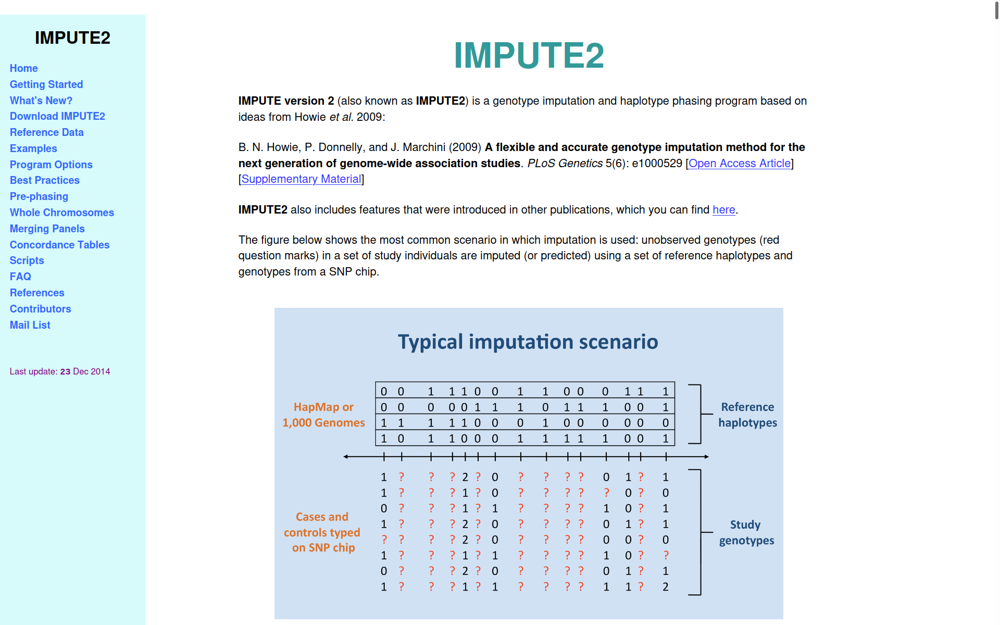 IMPUTE2
Home
Getting Started
What's New?
Download IMPUTE2
Reference Data
Examples
Program Options
Best Practices
Pre-phasing
Whole Chromosomes
Merging Panels
Concordance Tables
Scripts
FAQ
References
Contributors
Mail List
Last update: 23 Dec 2014
IMPUTE2
IMPUTE version 2 (also known as IMPUTE2) is a genotype imputation and haplotype phasing program based on
ideas from Howie et al. 2009:
B. N. Howie, P. Donnelly, and J. Marchini (2009) A flexible and accurate genotype imputation method for the
next generation of genome-wide association studies. PLoS Genetics 5(6): e1000529 [Open Access Article]
[Supplementary Material]
IMPUTE2 also includes features that were introduced in other publications, which you can find here.
The figure below shows the most common scenario in which imputation is used: unobserved genotypes (red
question marks) in a set of study individuals are imputed (or predicted) using a set of reference haplotypes and
genotypes from a SNP chip.
Typical imputation scenario
HapMap or
1,000 Genomes
0 0 1 1 1 0 0 1 1 0 0 0 1 1 1
0 0 0 0 0 1 1 1 0 1 1 1 0 0 1
1 1 1 1 1 0 0 0 1 0 0 0 0 0 0
1 0 1 1 0 0 0 1 1 1 1 1 0 0 1
Reference
haplotypes
Cases and
controls typed
on SNP chip
1 ? ? ? 2 ? 0 ? ? ? ? 0 1 ? 1
1 ? ? ? 1 ? 0 ? ? ? ? ? 0 ? 0
0 ? ? ? 1 ? 1 ? ? ? ? 1 0 ? 1
1 ? ? ? 2 ? 0 ? ? ? ? 0 1 ? 1
? ? ? ? 2 ? 0 ? ? ? ? 0 0 ? 0
1 ? ? ? 1 ? 1 ? ? ? ? 1 0 ? ?
0 ? ? ? 2 ? 0 ? ? ? ? 0 1 ? 1
1 ? ? ? 1 ? 1 ? ? ? ? 1 1 ? 2
Study
genotypes